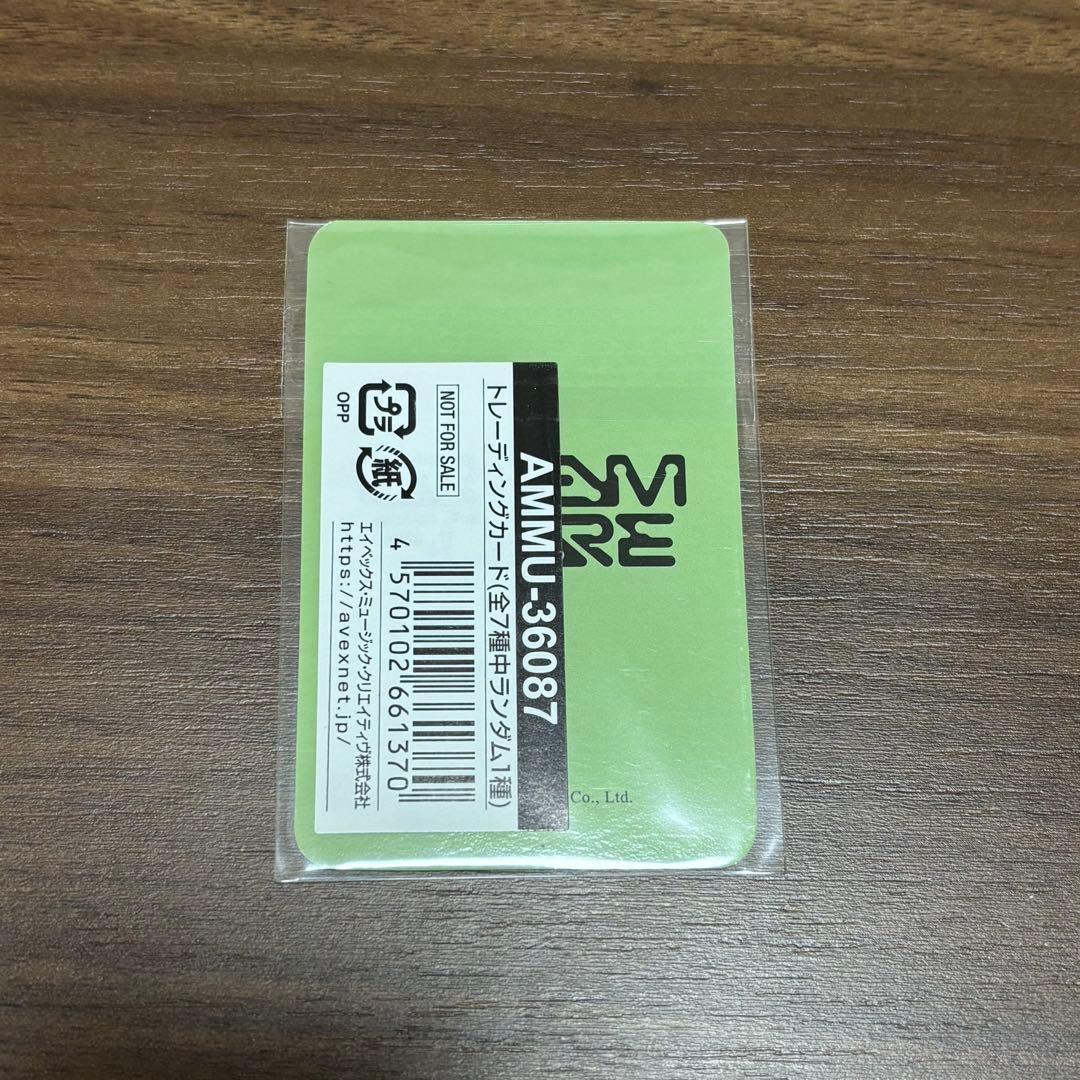 AMMU-36087
トレーディングカード(全7種中ランダム1種)
NOT FOR SALE
4 570102 661370
プラ
紙
OPP
エイベックス・ミュージック・クリエイティヴ株式会社
https://avexnet.jp/
Co., Ltd.